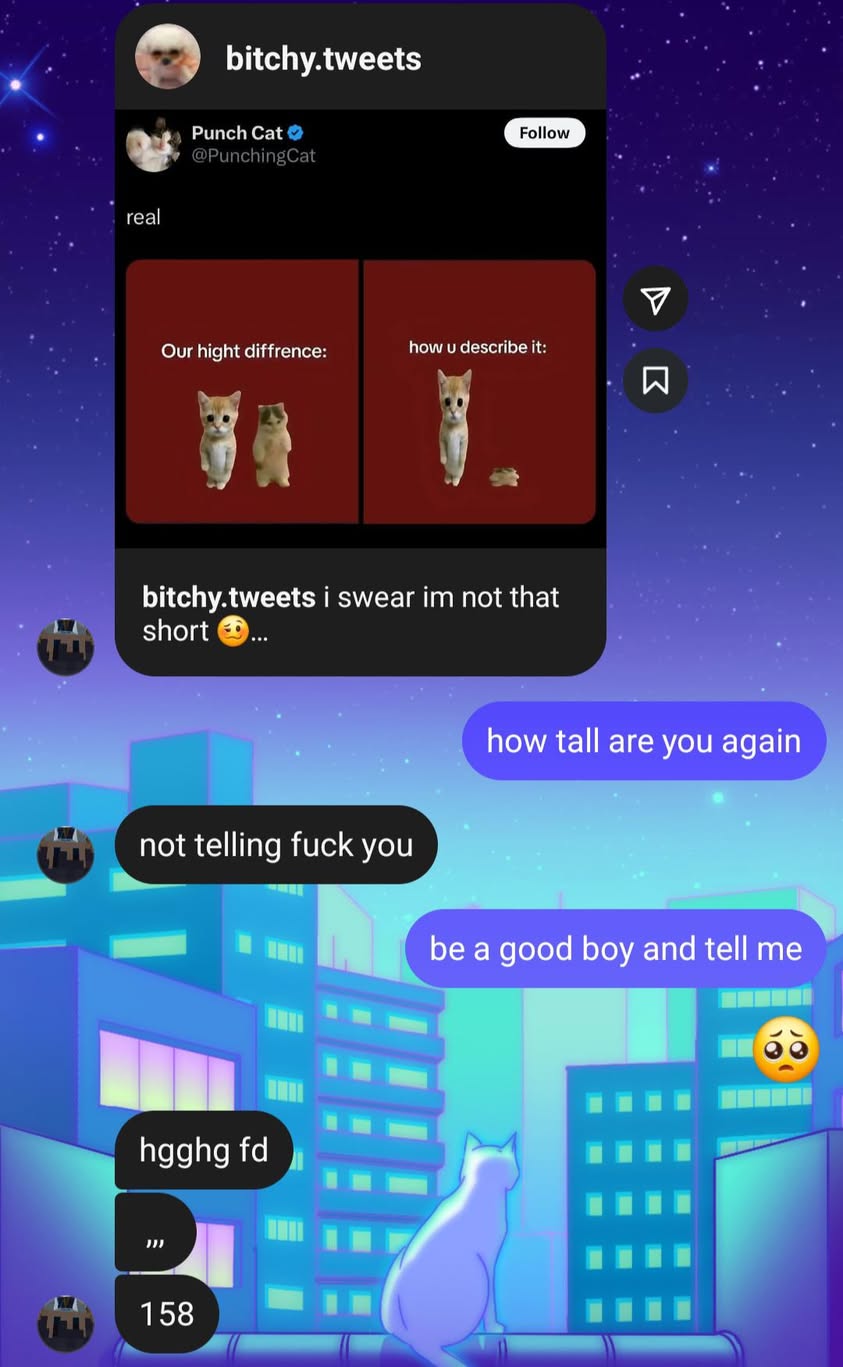 bitchy.tweets
Punch Cat
Follow
@PunchingCat
real
Our hight diffrence:
how u describe it:
bitchy.tweets i swear im not that
short 🥴...
how tall are you again
not telling fuck you
be a good boy and tell me
🥺
hgghg fd
,,,
158